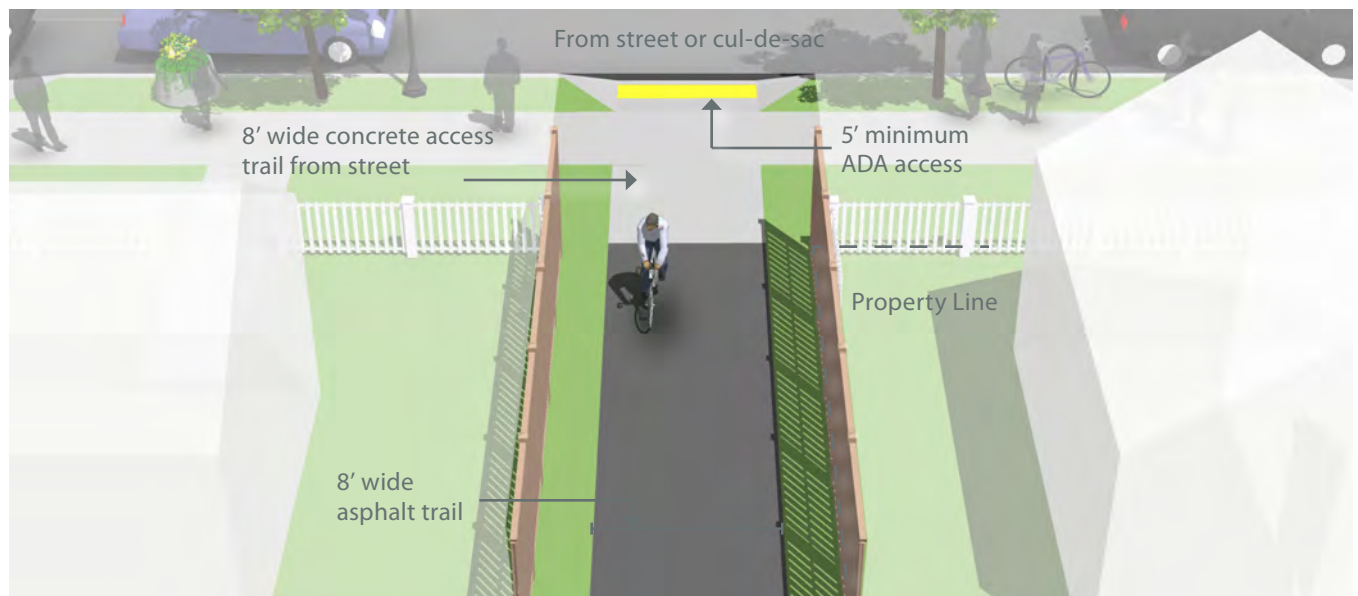 From street or cul-de-sac
8’ wide concrete access
trail from street
5’ minimum
ADA access
Property Line
8’ wide
asphalt trail